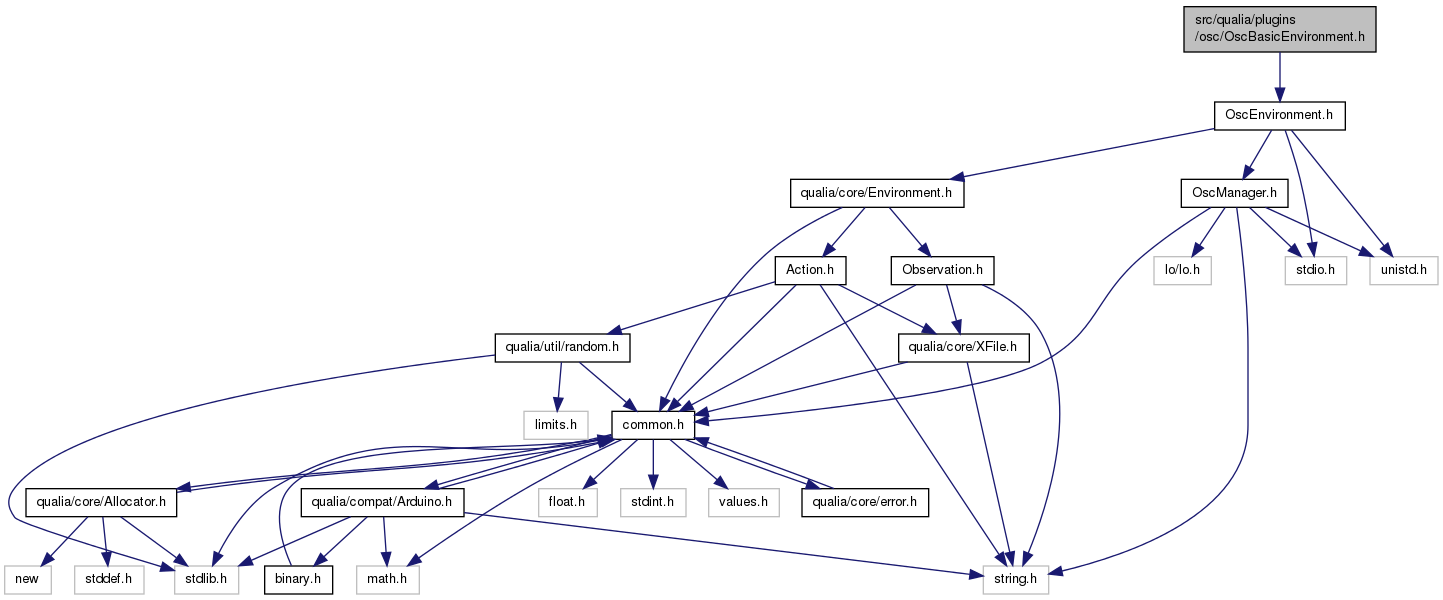 src/qualia/plugins
/osc/OscBasicEnvironment.h
OscEnvironment.h
qualia/core/Environment.h
OscManager.h
Action.h
Observation.h
lo/lo.h
stdio.h
unistd.h
qualia/util/random.h
qualia/core/XFile.h
limits.h
common.h
qualia/core/Allocator.h
qualia/compat/Arduino.h
float.h
stdint.h
values.h
qualia/core/error.h
new
stddef.h
stdlib.h
binary.h
math.h
string.h